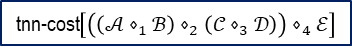 tnn-cost[((𝒜 ⋄₁ ℬ) ⋄₂ (𝒞 ⋄₃ 𝒟)) ⋄₄ ℰ]